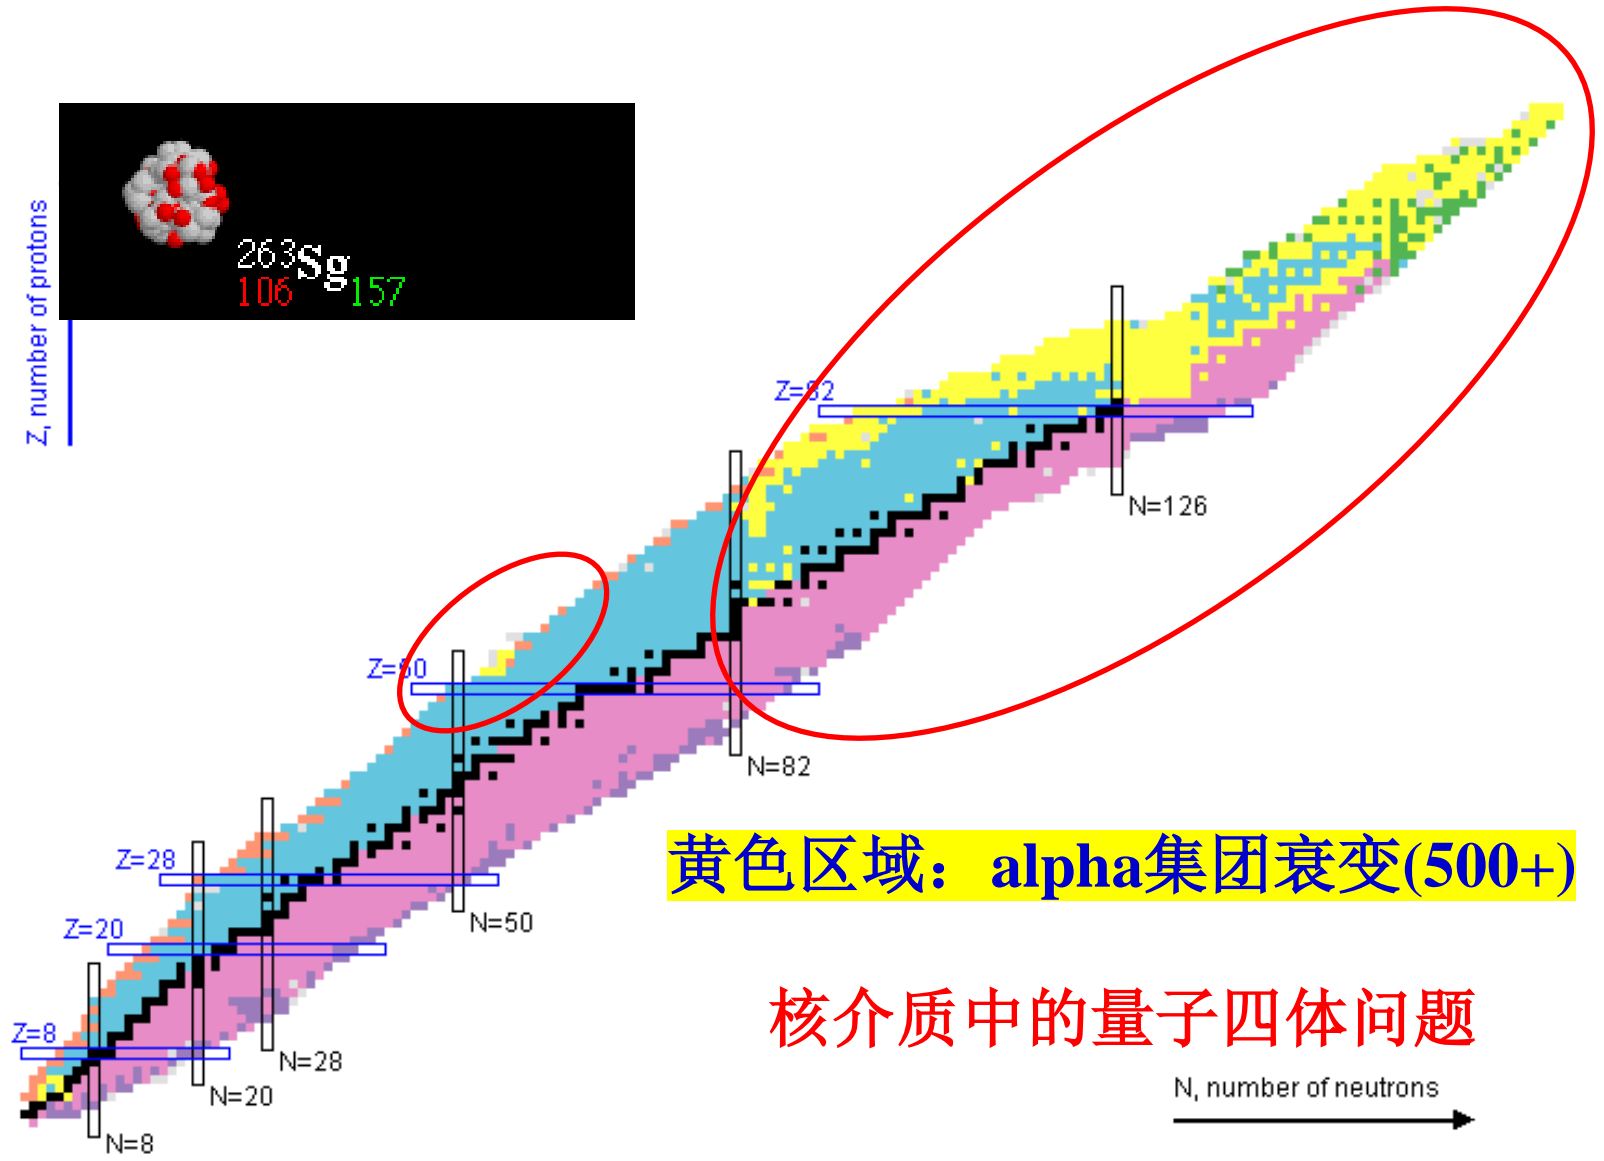 Z, number of protons
263Sg
106 157
Z=82
N=126
Z=50
N=82
黄色区域：alpha集团衰变(500+)
Z=28
N=50
Z=20
核介质中的量子四体问题
Z=8
N=28
N, number of neutrons
N=20
N=8